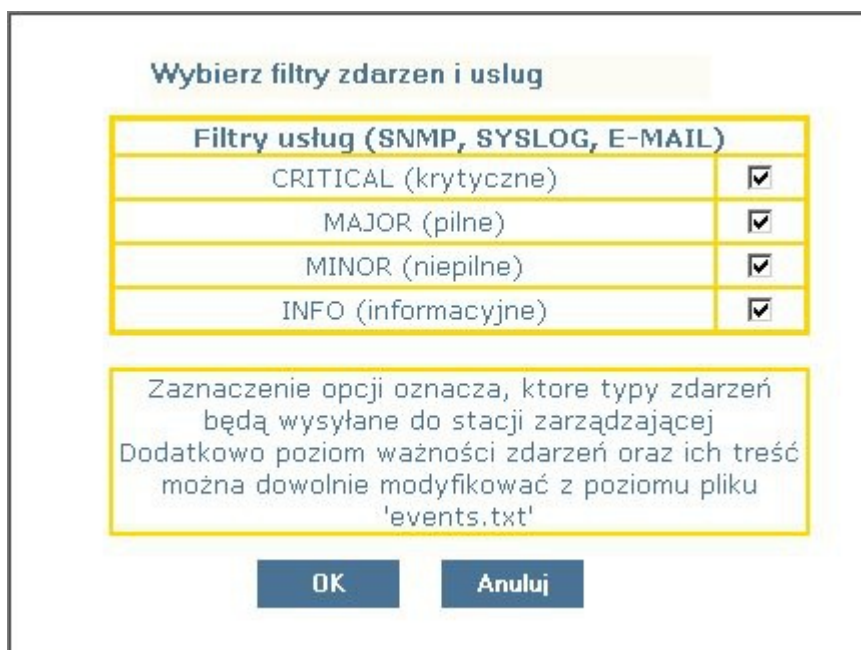 Wybierz filtry zdarzen i uslug
Filtry usług (SNMP, SYSLOG, E-MAIL)
CRITICAL (krytyczne)
MAJOR (pilne)
MINOR (niepilne)
INFO (informacyjne)
Zaznaczenie opcji oznacza, ktore typy zdarzeń
będą wysyłane do stacji zarządzającej
Dodatkowo poziom ważności zdarzeń oraz ich treść
można dowolnie modyfikować z poziomu pliku
'events.txt'
OK Anuluj